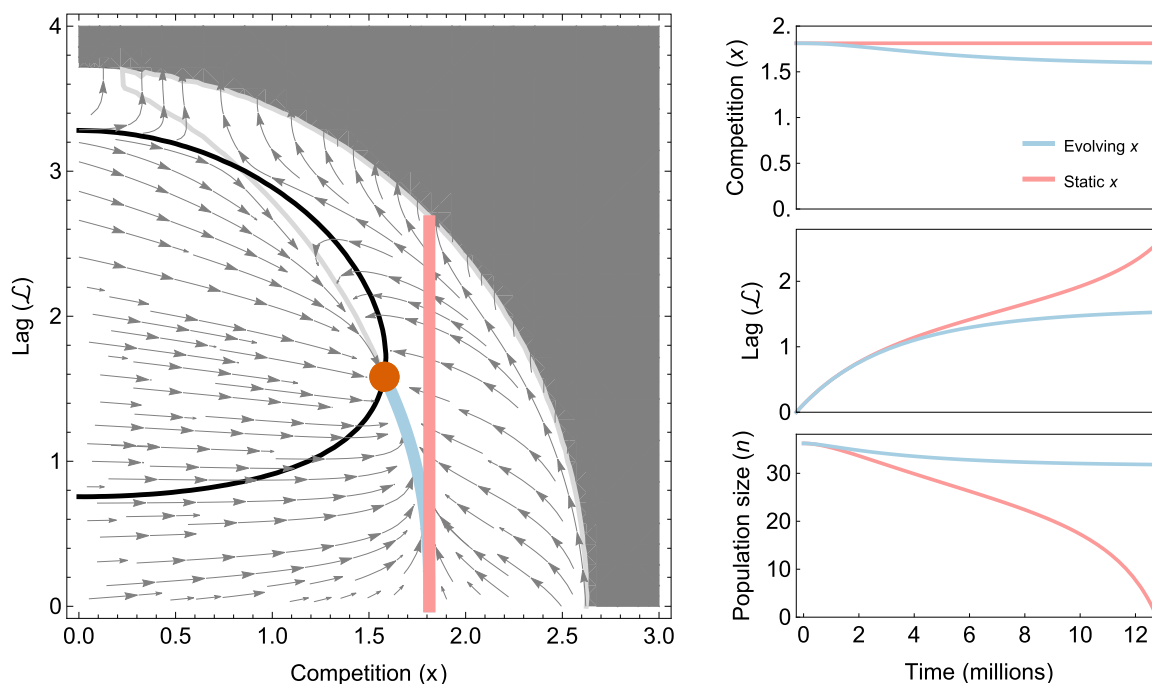 4
3
2
1
0
Lag (ℒ)
0.0 0.5 1.0 1.5 2.0 2.5 3.0
Competition (x)
2.
1.5
1.
0.5
0.
Competition (x)
Evolving x
Static x
2
1
0
Lag (ℒ)
30
20
10
0
Population size (n)
0 2 4 6 8 10 12
Time (millions)